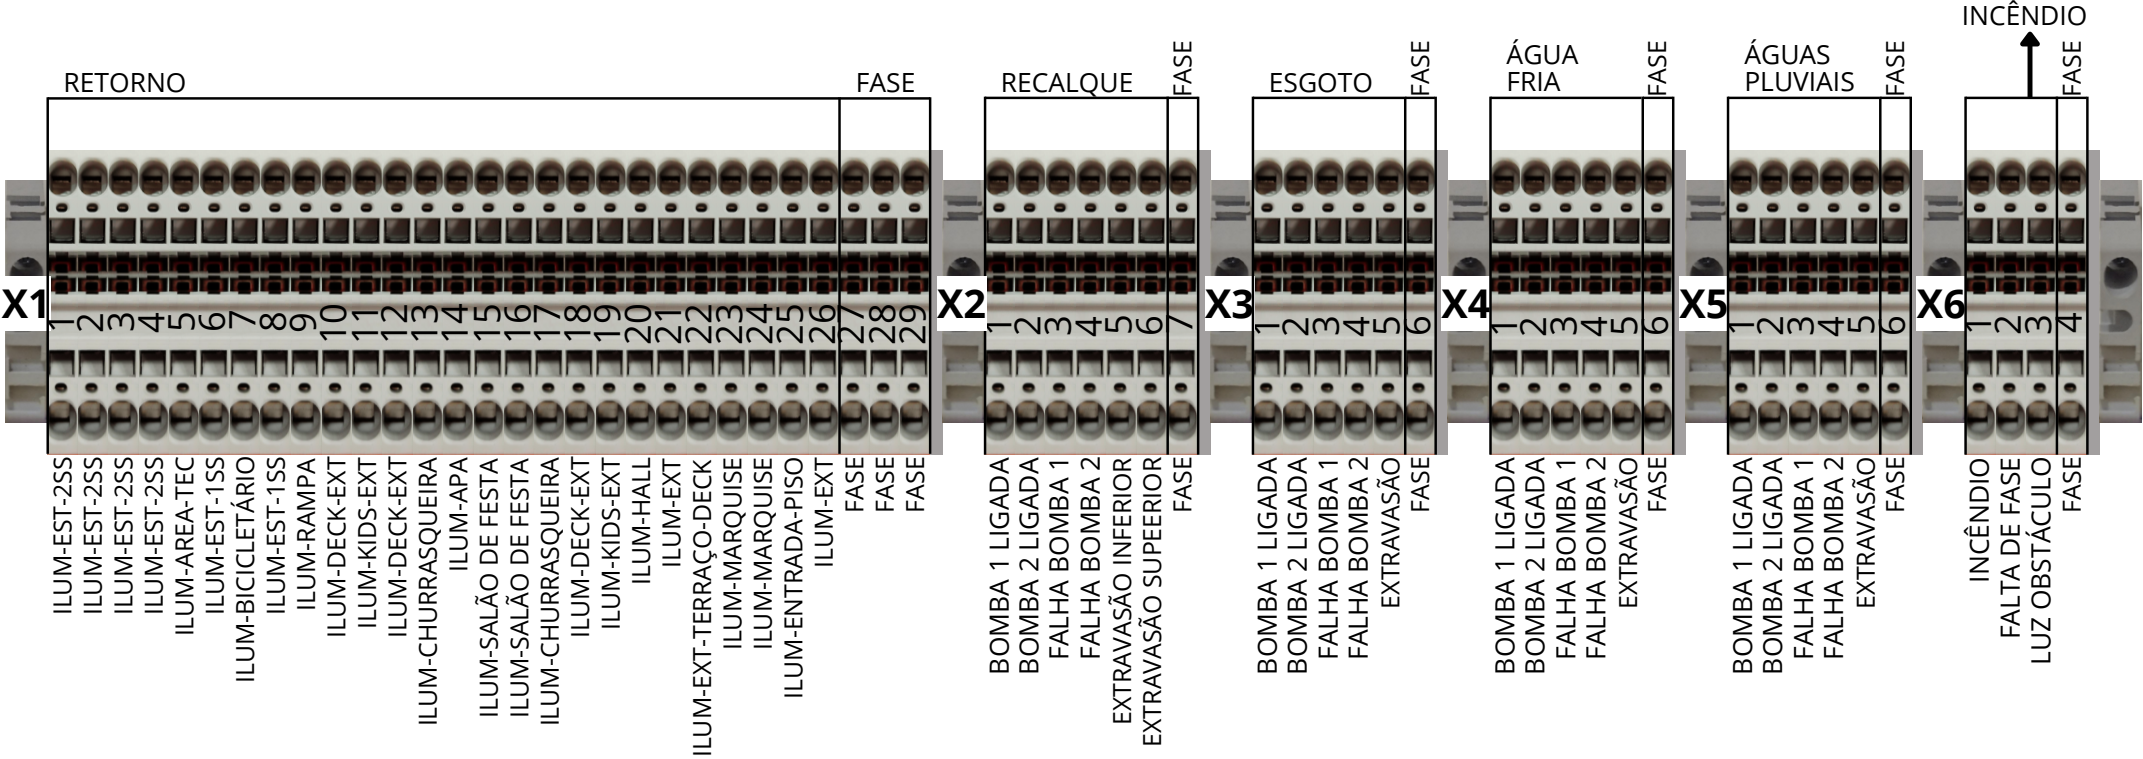 INCÊNDIO
RETORNO
FASE
RECALQUE
FASE
ESGOTO
FASE
ÁGUA
FRIA
FASE
ÁGUAS
PLUVIAIS
FASE
FASE
X1
1
2
3
4
5
6
7
8
9
10
11
12
13
14
15
16
17
18
19
20
21
22
23
24
25
26
27
28
29
X2
1
2
3
4
5
6
7
X3
1
2
3
4
5
6
X4
1
2
3
4
5
6
X5
1
2
3
4
5
6
X6
1
2
3
4
ILUM-EST-2SS
ILUM-EST-2SS
ILUM-EST-2SS
ILUM-EST-2SS
ILUM-AREA-TEC
ILUM-EST-1SS
ILUM-BICICLETÁRIO
ILUM-EST-1SS
ILUM-RAMPA
ILUM-DECK-EXT
ILUM-KIDS-EXT
ILUM-DECK-EXT
ILUM-CHURRASQUEIRA
ILUM-APA
ILUM-SALÃO DE FESTA
ILUM-SALÃO DE FESTA
ILUM-CHURRASQUEIRA
ILUM-DECK-EXT
ILUM-KIDS-EXT
ILUM-HALL
ILUM-EXT
ILUM-EXT-TERRAÇO-DECK
ILUM-MARQUISE
ILUM-MARQUISE
ILUM-ENTRADA-PISO
ILUM-EXT
FASE
FASE
FASE
BOMBA 1 LIGADA
BOMBA 2 LIGADA
FALHA BOMBA 1
FALHA BOMBA 2
EXTRAVASÃO INFERIOR
EXTRAVASÃO SUPEERIOR
FASE
BOMBA 1 LIGADA
BOMBA 2 LIGADA
FALHA BOMBA 1
FALHA BOMBA 2
EXTRAVASÃO
FASE
BOMBA 1 LIGADA
BOMBA 2 LIGADA
FALHA BOMBA 1
FALHA BOMBA 2
EXTRAVASÃO
FASE
BOMBA 1 LIGADA
BOMBA 2 LIGADA
FALHA BOMBA 1
FALHA BOMBA 2
EXTRAVASÃO
FASE
INCÊNDIO
FALTA DE FASE
LUZ OBSTÁCULO
FASE